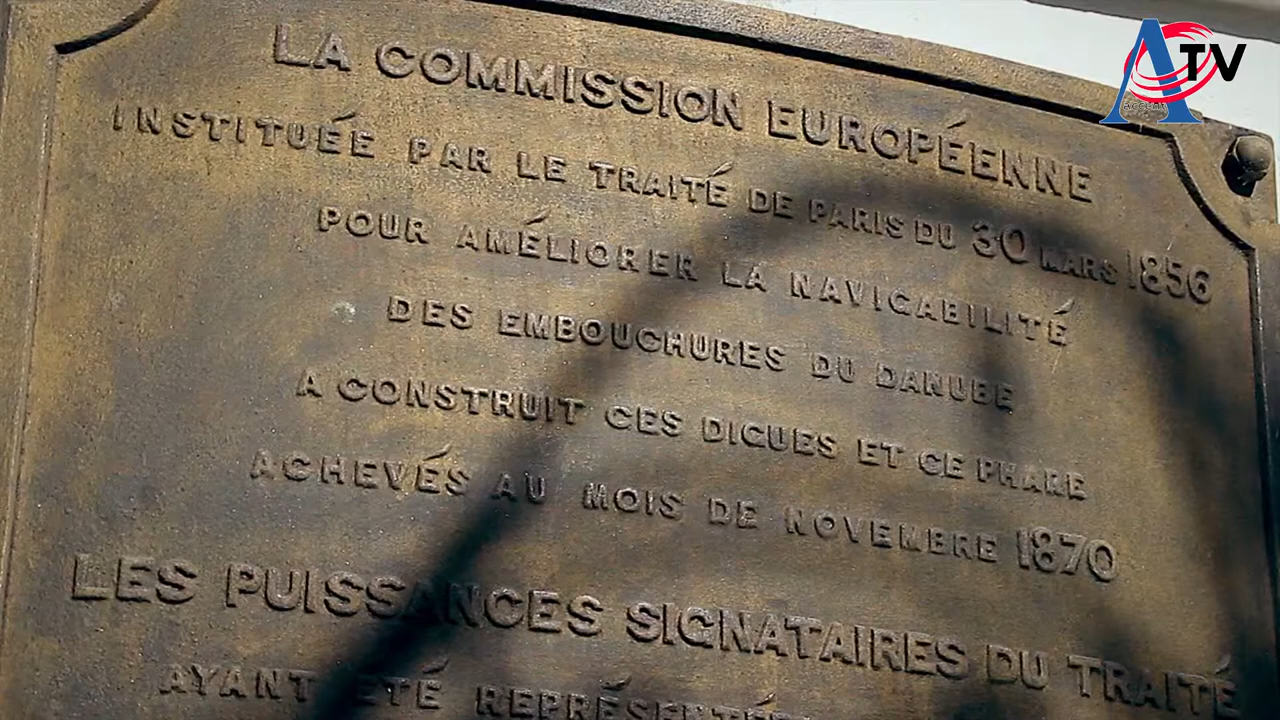 LA COMMISSION EUROPÉENNE
INSTITUÉE PAR LE TRAITÉ DE PARIS DU 30 MARS 1856
POUR AMÉLIORER LA NAVIGABILITÉ
DES EMBOUCHURES DU DANUBE
A CONSTRUIT CES DIGUES ET CE PHARE
ACHEVÉS AU MOIS DE NOVEMBRE 1870
LES PUISSANCES SIGNATAIRES DU TRAITÉ
AYANT ÉTÉ
A TV
accent